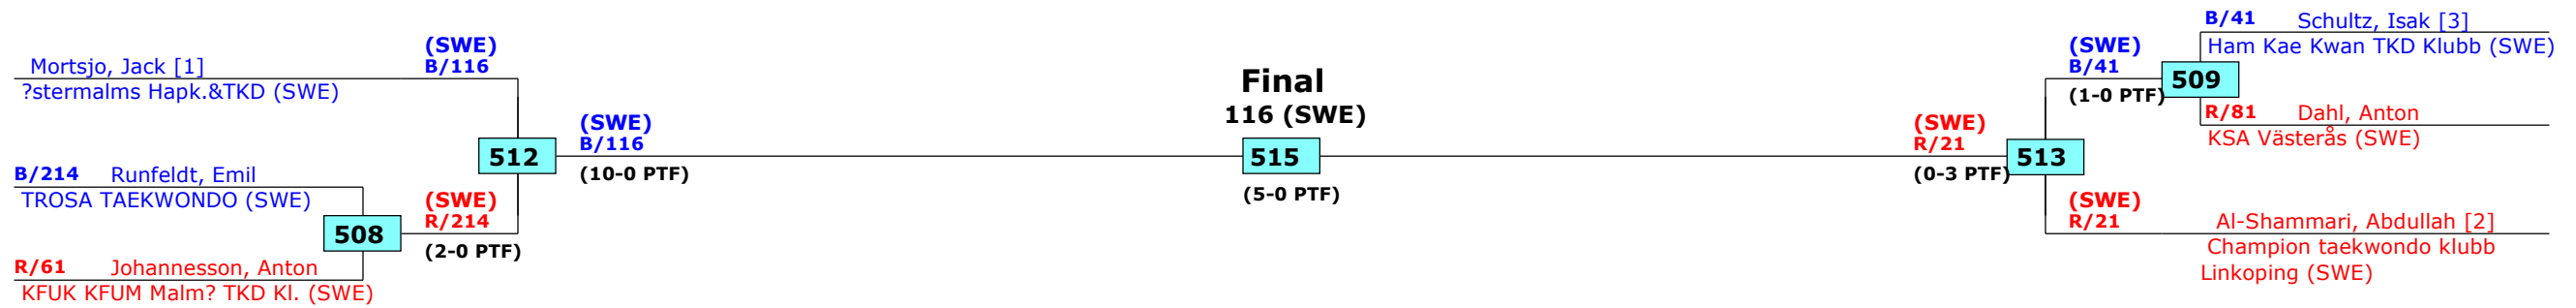 Mortsjo, Jack [1]
?stermalms Hapk.&TKD (SWE)
(SWE)
B/116
B/214 Runfeldt, Emil
TROSA TAEKWONDO (SWE)
508
R/61 Johannesson, Anton
KFUK KFUM Malm? TKD Kl. (SWE)
(SWE)
R/214
(2-0 PTF)
512
(SWE)
B/116
(10-0 PTF)
Final
116 (SWE)
515
(5-0 PTF)
(SWE)
R/21
(0-3 PTF)
513
(SWE)
B/41
(1-0 PTF)
509
B/41 Schultz, Isak [3]
Ham Kae Kwan TKD Klubb (SWE)
R/81 Dahl, Anton
KSA Västerås (SWE)
(SWE)
R/21
Al-Shammari, Abdullah [2]
Champion taekwondo klubb
Linkoping (SWE)